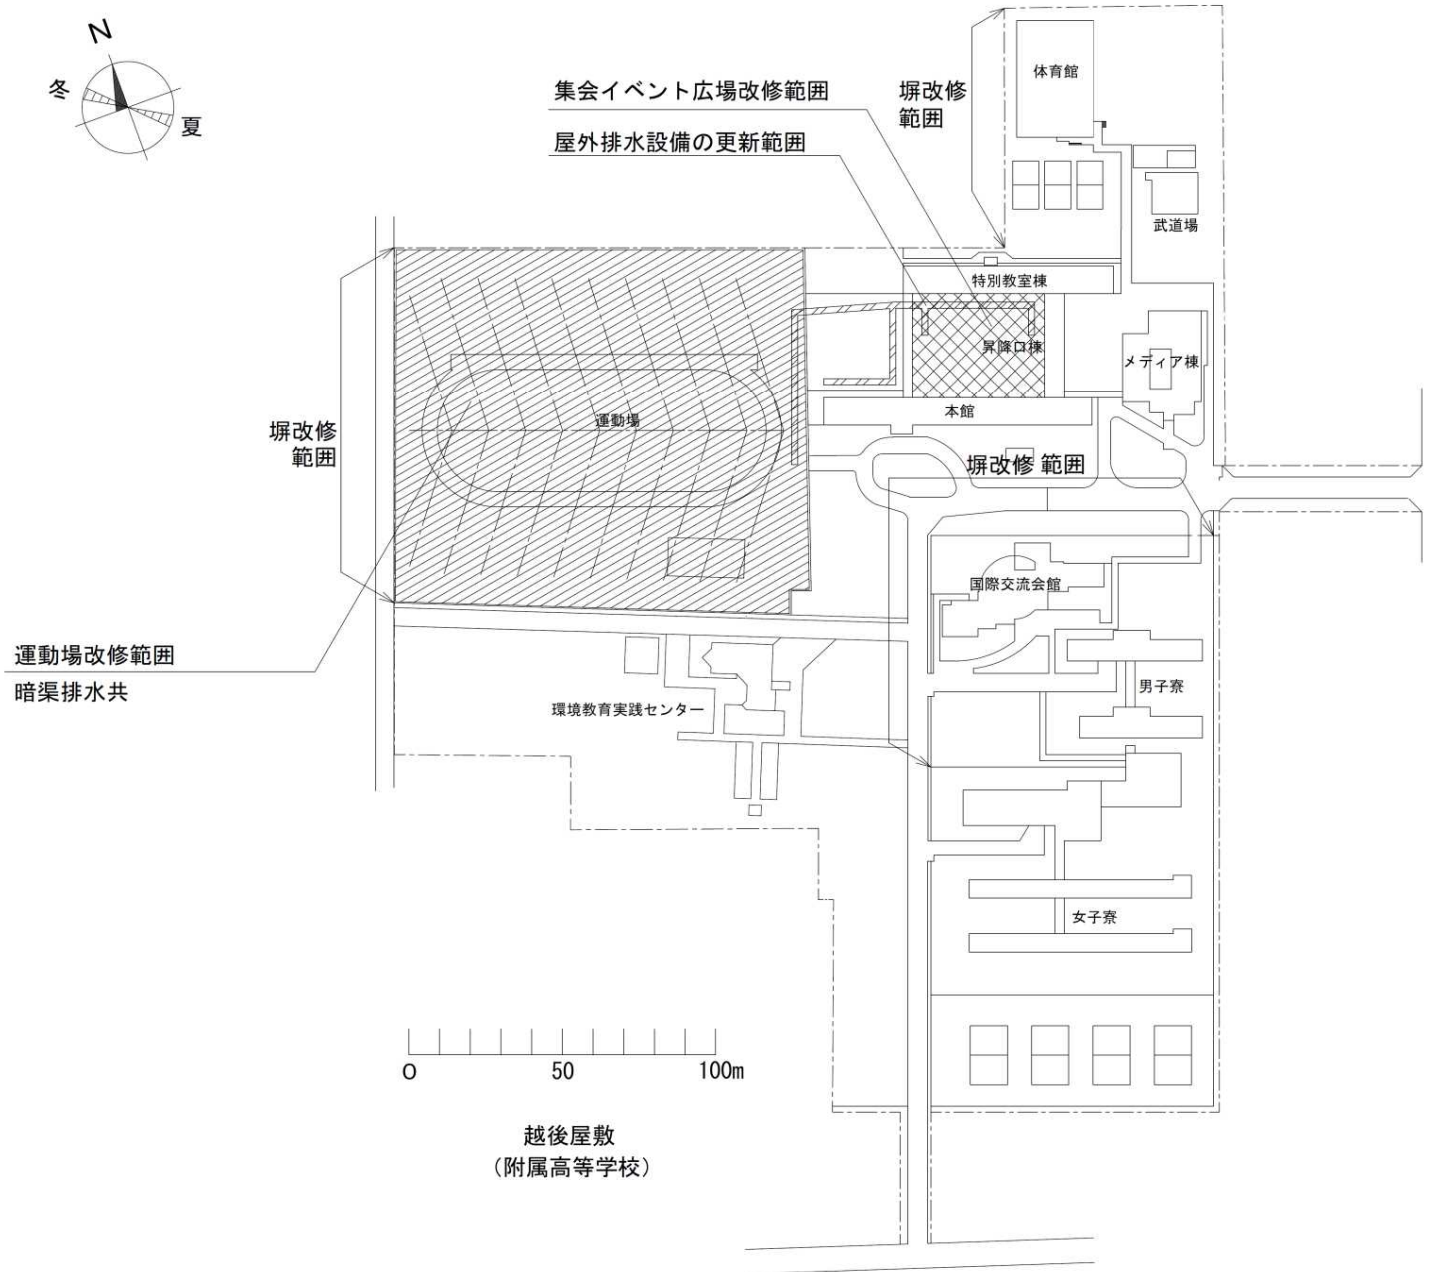 N
冬
夏
集会イベント広場改修範囲
屋外排水設備の更新範囲
塀改修
範囲
体育館
武道場
特別教室棟
昇降口棟
メディア棟
本館
運動場
塀改修
範囲
塀改修 範囲
国際交流会館
運動場改修範囲
暗渠排水共
環境教育実践センター
男子寮
女子寮
0 50 100m
越後屋敷
(附属高等学校)